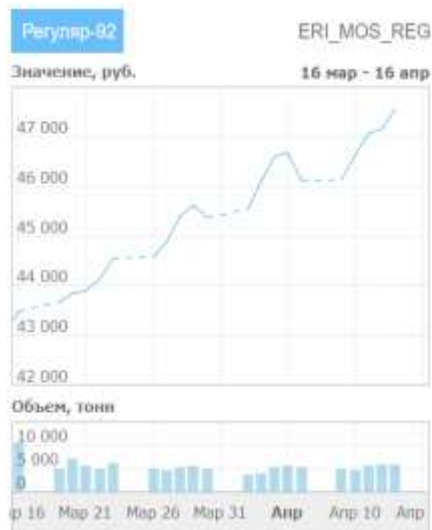 Регуляр-92 ERI_MOS_REG
Значение, руб. 16 мар - 16 апр
47 000
46 000
45 000
44 000
43 000
42 000
Объем, тонн
10 000
5 000
0
р 16 Мар 21 Мар 26 Мар 31 Апр Апр 10 Апр